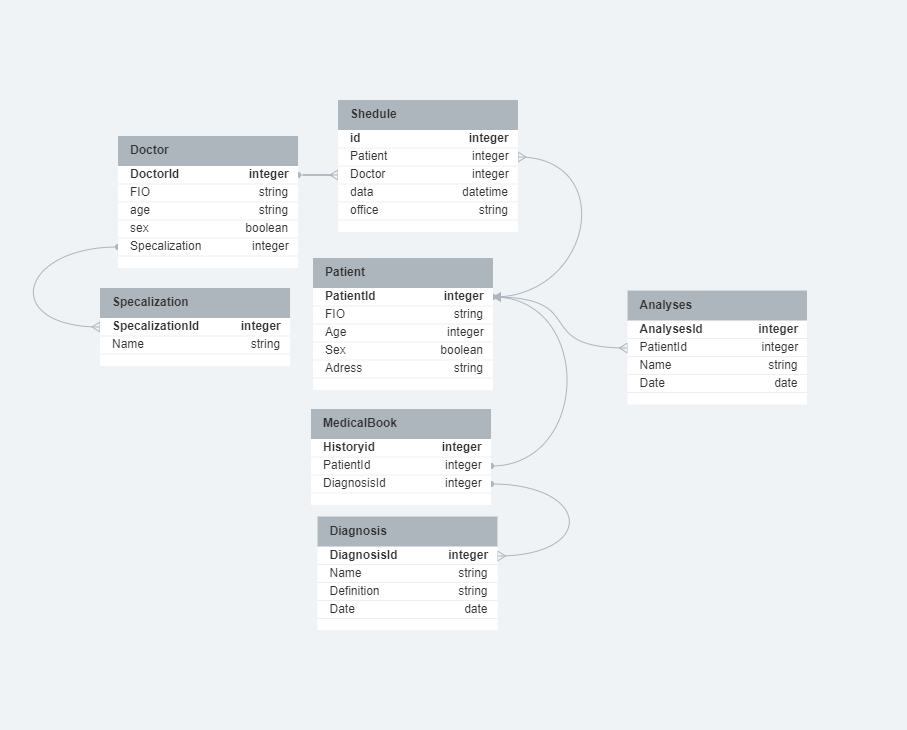 Shedule
id integer
Patient integer
Doctor integer
data datetime
office string
Doctor
DoctorId integer
FIO string
age string
sex boolean
Specalization integer
Specalization
SpecalizationId integer
Name string
Patient
PatientId integer
FIO string
Age integer
Sex boolean
Adress string
Analyses
AnalysesId integer
PatientId integer
Name string
Date date
MedicalBook
Historyid integer
PatientId integer
DiagnosisId integer
Diagnosis
DiagnosisId integer
Name string
Definition string
Date date